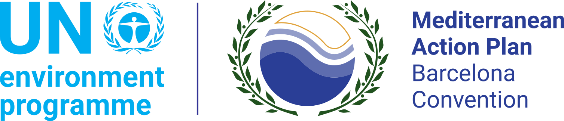 UN
environment
programme
Mediterranean
Action Plan
Barcelona
Convention